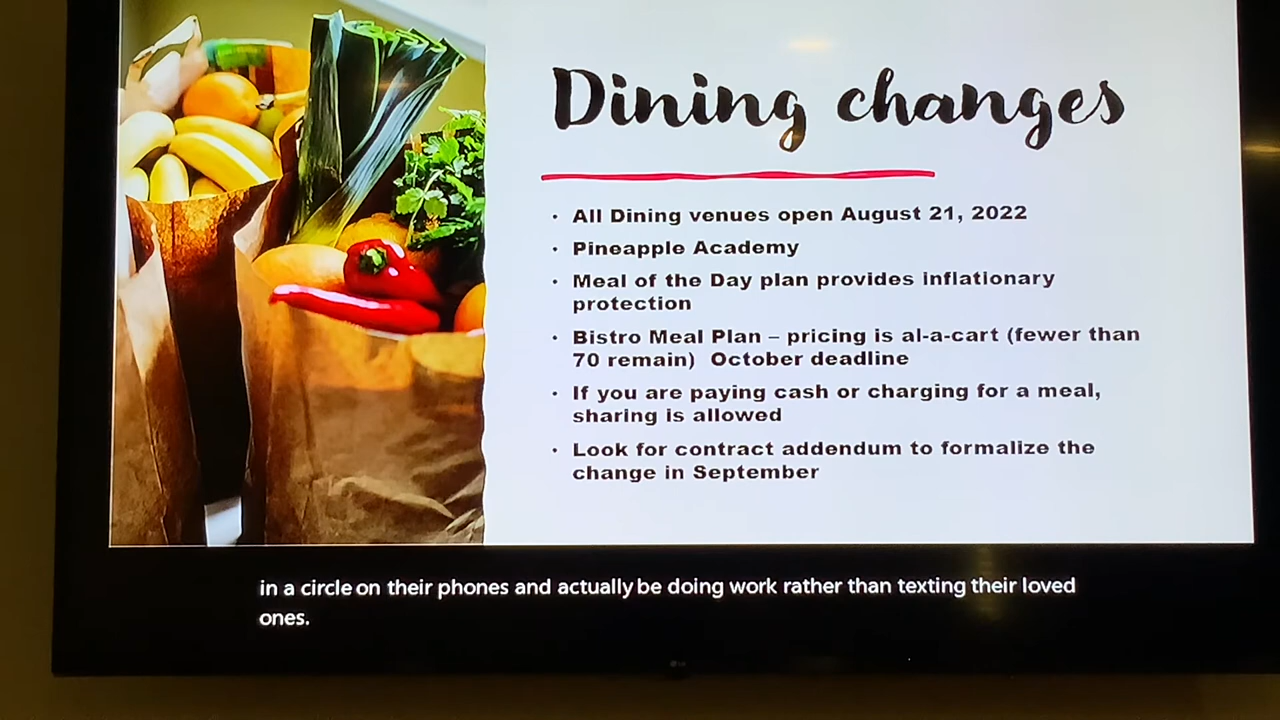 Dining changes
• All Dining venues open August 21, 2022
• Pineapple Academy
• Meal of the Day plan provides inflationary
protection
• Bistro Meal Plan – pricing is al-a-cart (fewer than
70 remain) October deadline
• If you are paying cash or charging for a meal,
sharing is allowed
• Look for contract addendum to formalize the
change in September
in a circle on their phones and actually be doing work rather than texting their loved
ones.
LG